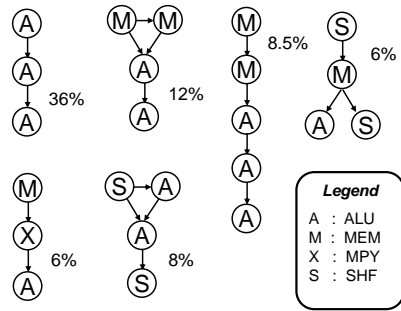 A
A
A
36%
M M
A
A
12%
M
M
A
A
A
8.5%
S
M
A S
6%
M
X
A
6%
S A
A
S
8%
Legend
A : ALU
M : MEM
X : MPY
S : SHF